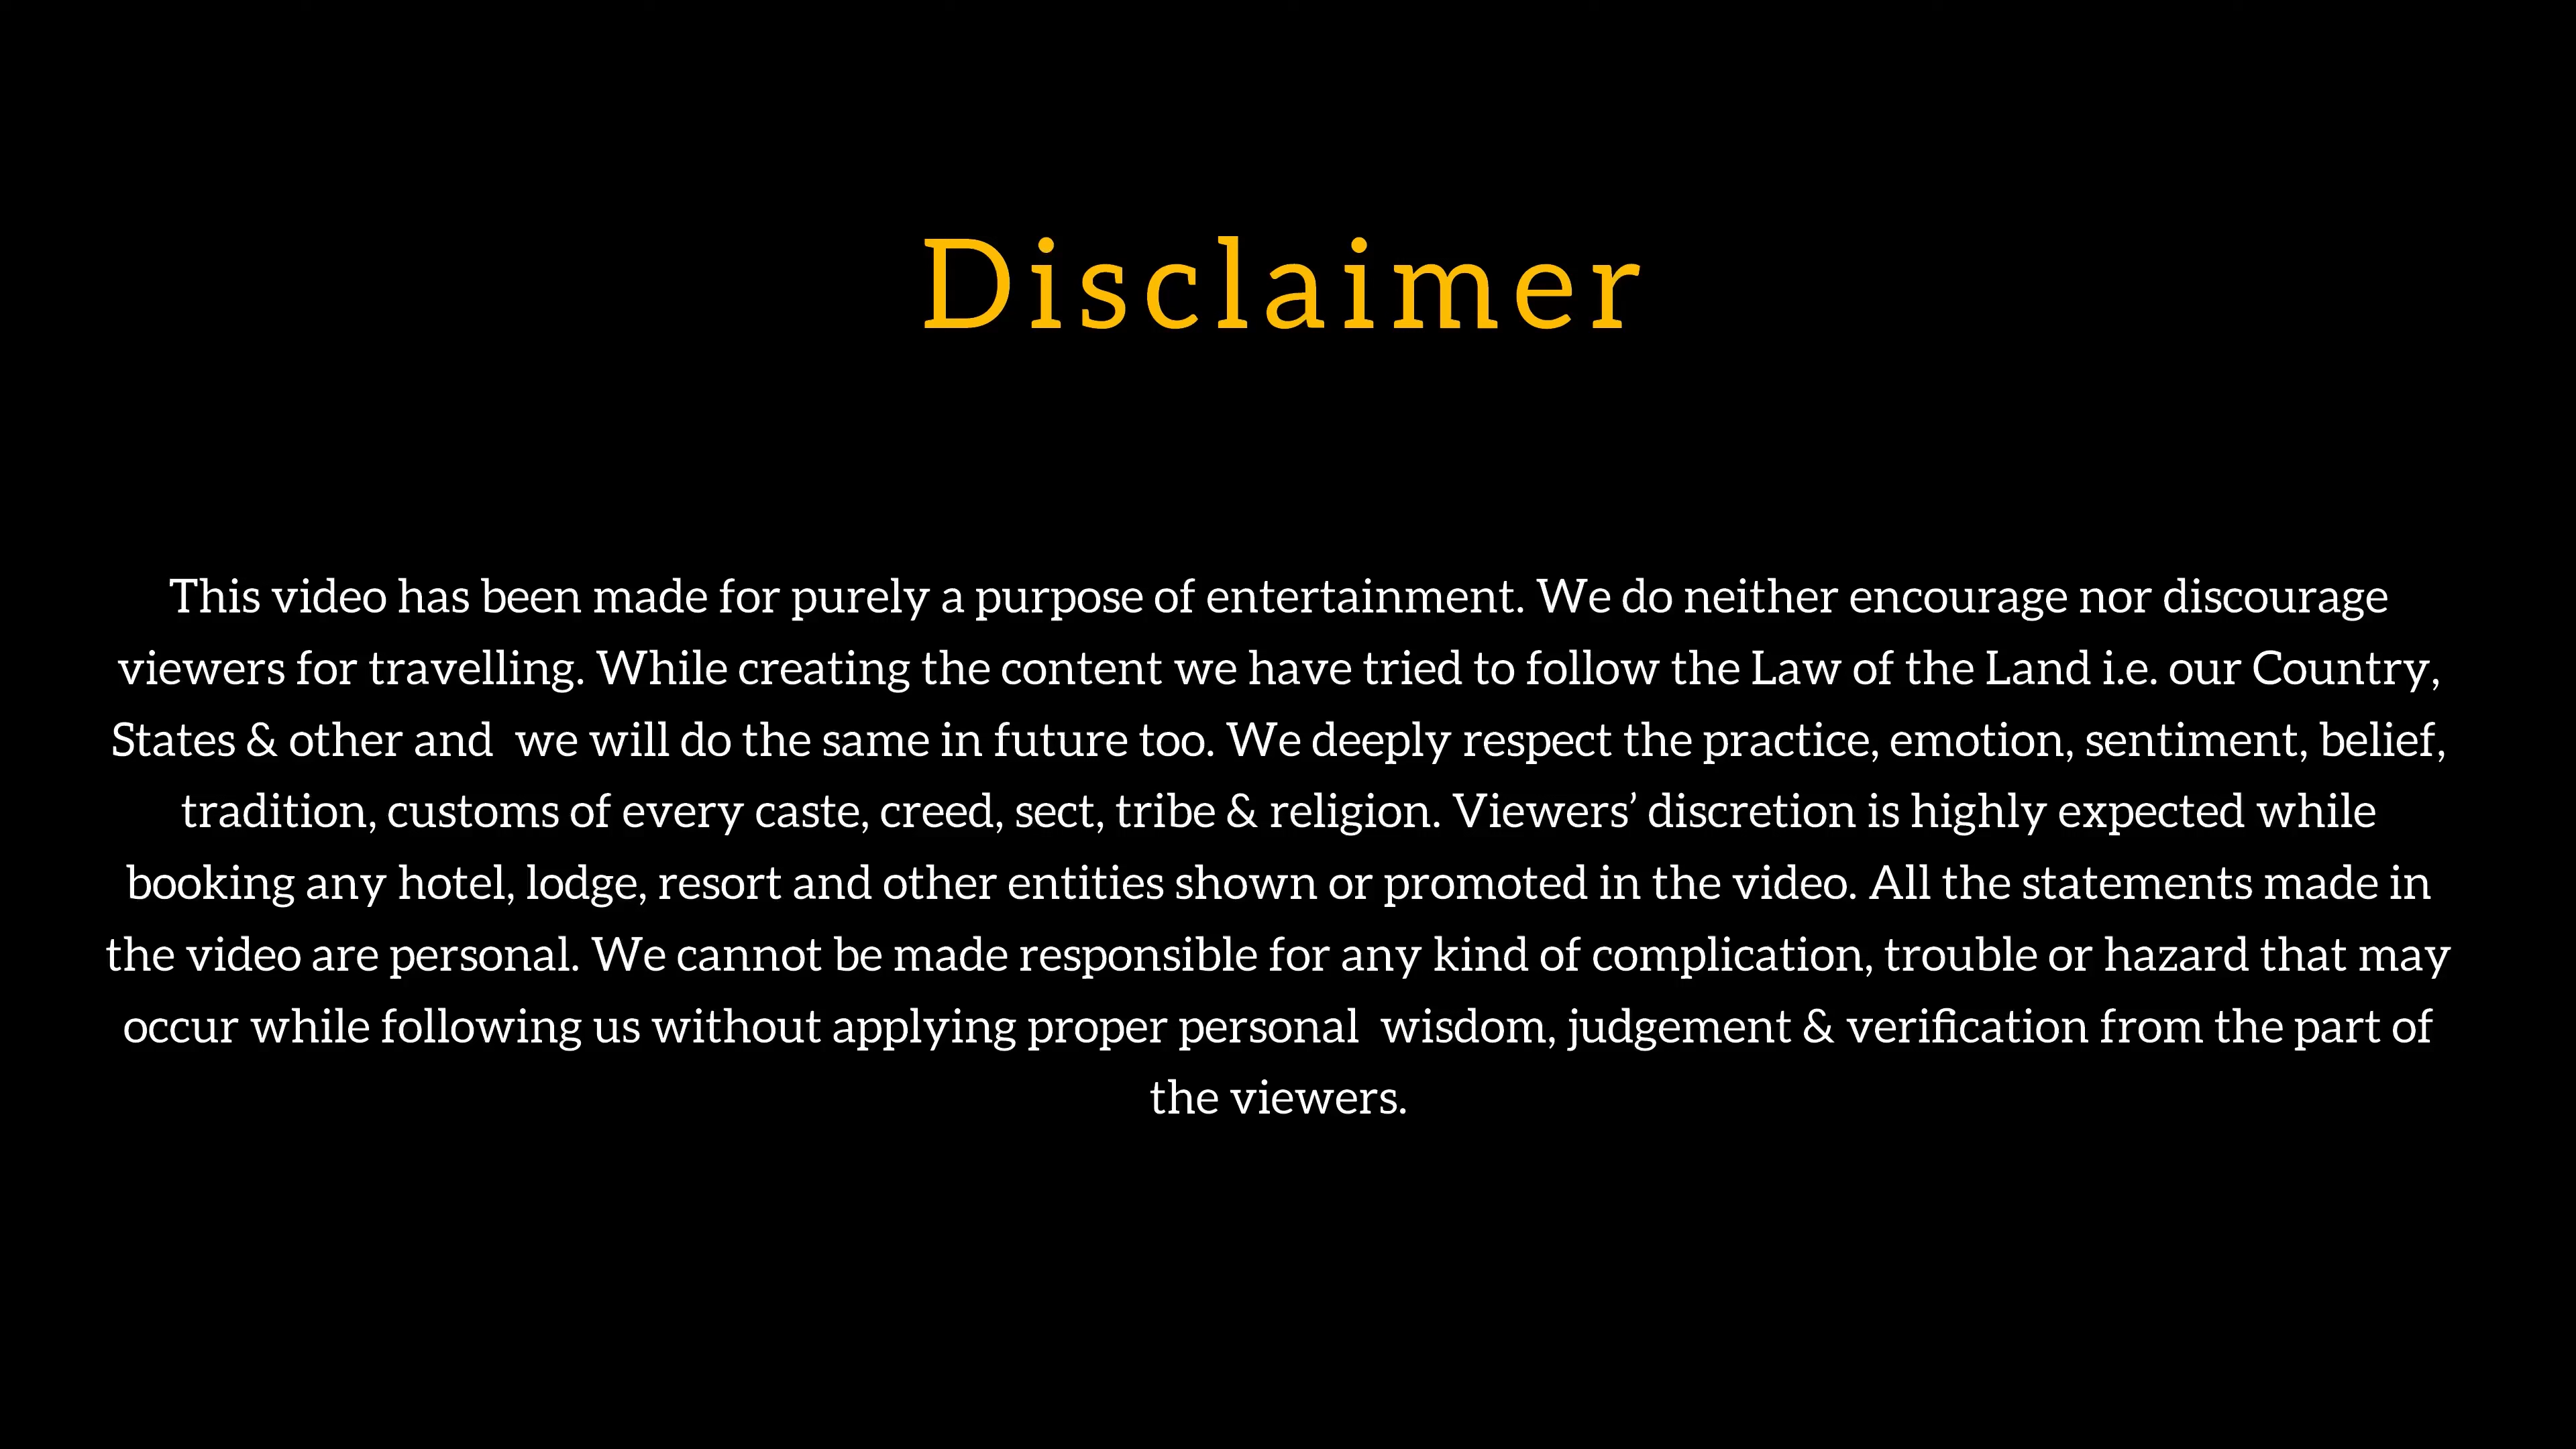 Disclaimer
This video has been made for purely a purpose of entertainment. We do neither encourage nor discourage
viewers for travelling. While creating the content we have tried to follow the Law of the Land i.e. our Country,
States & other and  we will do the same in future too. We deeply respect the practice, emotion, sentiment, belief,
tradition, customs of every caste, creed, sect, tribe & religion. Viewers’ discretion is highly expected while
booking any hotel, lodge, resort and other entities shown or promoted in the video. All the statements made in
the video are personal. We cannot be made responsible for any kind of complication, trouble or hazard that may
occur while following us without applying proper personal  wisdom, judgement & verification from the part of
the viewers.